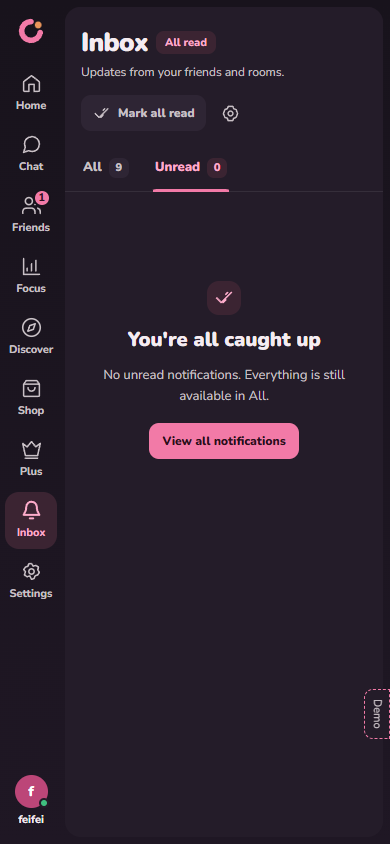 Inbox
All read
Updates from your friends and rooms.
Mark all read
All 9
Unread 0
You're all caught up
No unread notifications. Everything is still
available in All.
View all notifications
Home
Chat
1
Friends
Focus
Discover
Shop
Plus
Inbox
Settings
Demo
f
feifei